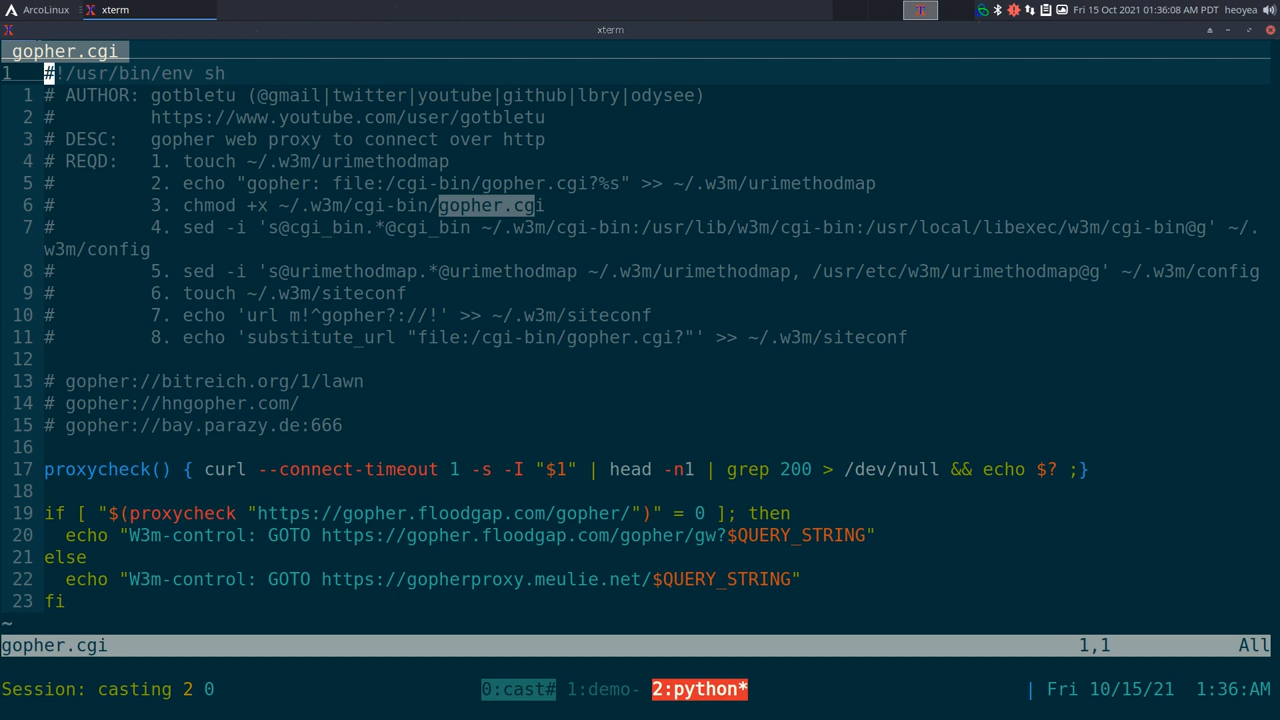 ArcoLinux xterm Fri 15 Oct 2021 01:36:08 AM PDT heoyea
xterm
gopher.cgi
1 #!/usr/bin/env sh
1 # AUTHOR: gotbletu (@gmail|twitter|youtube|github|lbry|odysee)
2 #         https://www.youtube.com/user/gotbletu
3 # DESC:   gopher web proxy to connect over http
4 # REQD:   1. touch ~/.w3m/urimethodmap
5 #         2. echo "gopher: file:/cgi-bin/gopher.cgi?%s" >> ~/.w3m/urimethodmap
6 #         3. chmod +x ~/.w3m/cgi-bin/gopher.cgi
7 #         4. sed -i 's@cgi_bin.*@cgi_bin ~/.w3m/cgi-bin:/usr/lib/w3m/cgi-bin:/usr/local/libexec/w3m/cgi-bin@g' ~/.
w3m/config
8 #         5. sed -i 's@urimethodmap.*@urimethodmap ~/.w3m/urimethodmap, /usr/etc/w3m/urimethodmap@g' ~/.w3m/config
9 #         6. touch ~/.w3m/siteconf
10 #         7. echo 'url m!^gopher?://!' >> ~/.w3m/siteconf
11 #         8. echo 'substitute_url "file:/cgi-bin/gopher.cgi?"' >> ~/.w3m/siteconf
12
13 # gopher://bitreich.org/1/lawn
14 # gopher://hngopher.com/
15 # gopher://bay.parazy.de:666
16
17 proxycheck() { curl --connect-timeout 1 -s -I "$1" | head -n1 | grep 200 > /dev/null && echo $? ;}
18
19 if [ "$(proxycheck "https://gopher.floodgap.com/gopher/")" = 0 ]; then
20   echo "W3m-control: GOTO https://gopher.floodgap.com/gopher/gw?$QUERY_STRING"
21 else
22   echo "W3m-control: GOTO https://gopherproxy.meulie.net/$QUERY_STRING"
23 fi
~
gopher.cgi 1,1 All
Session: casting 2 0 0:cast# 1:demo- 2:python* | Fri 10/15/21 1:36AM